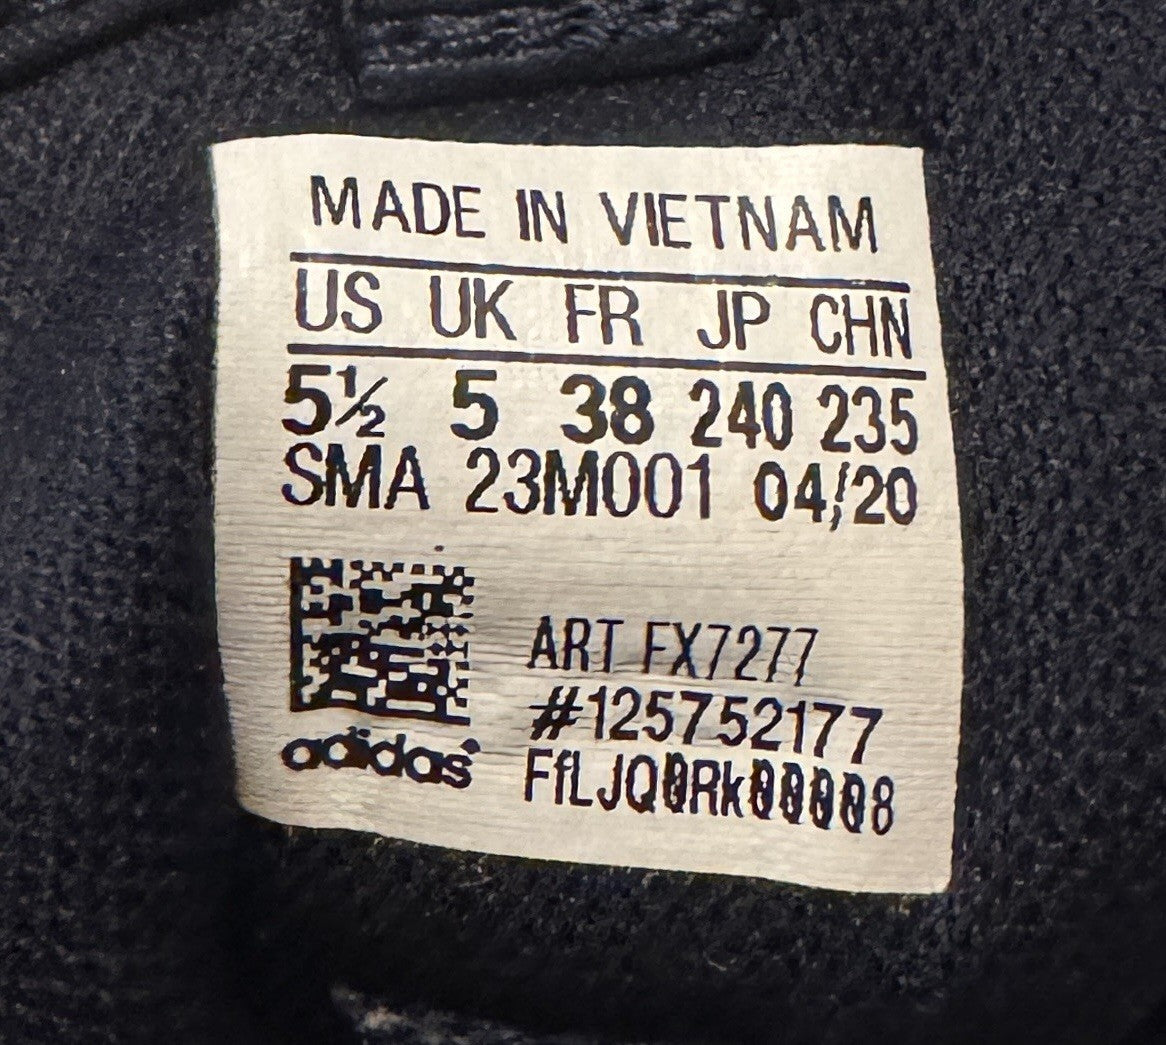 MADE IN VIETNAM
US UK FR JP CHN
5½ 5 38 240 235
SMA 23M001 04/20
ART FX7277
#125752177
adidas
FfLJQ0Rk00008